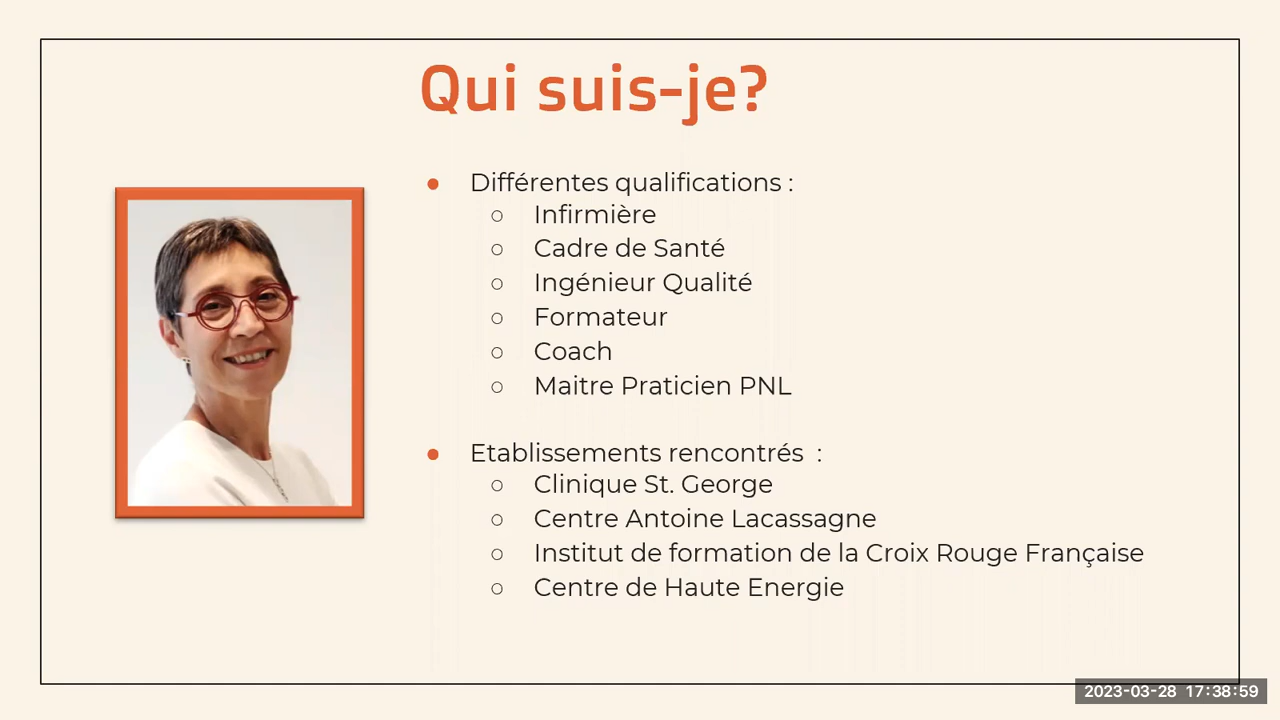 Qui suis-je?
Différentes qualifications :
Infirmière
Cadre de Santé
Ingénieur Qualité
Formateur
Coach
Maitre Praticien PNL
Etablissements rencontrés  :
Clinique St. George
Centre Antoine Lacassagne
Institut de formation de la Croix Rouge Française
Centre de Haute Energie
2023-03-28  17:38:59